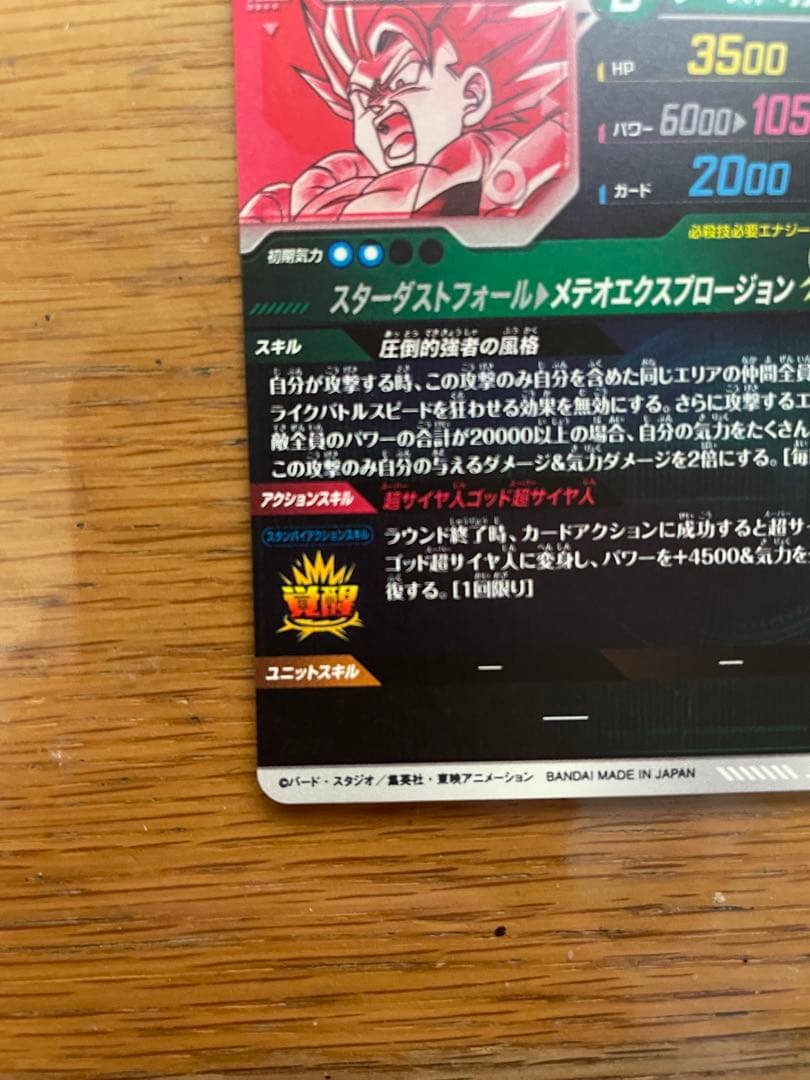 HP 3500
パワー 6000▶105
ガード 2000
必殺技必要エナジー
初期気力
スターダストフォール▶メテオエクスプロージョン
スキル 圧倒的強者の風格
自分が攻撃する時、この攻撃のみ自分を含めた同じエリアの仲間全員
ライクバトルスピードを狂わせる効果を無効にする。さらに攻撃するエ
敵全員のパワーの合計が20000以上の場合、自分の気力をたくさん
この攻撃のみ自分の与えるダメージ&気力ダメージを2倍にする。[毎
アクションスキル 超サイヤ人ゴッド超サイヤ人
スタンバイアクションスキル
ラウンド終了時、カードアクションに成功すると超サ
ゴッド超サイヤ人に変身し、パワーを+4500&気力を
復する。[1回限り]
覚醒
ユニットスキル — —
—
©バード・スタジオ/集英社・東映アニメーション BANDAI MADE IN JAPAN